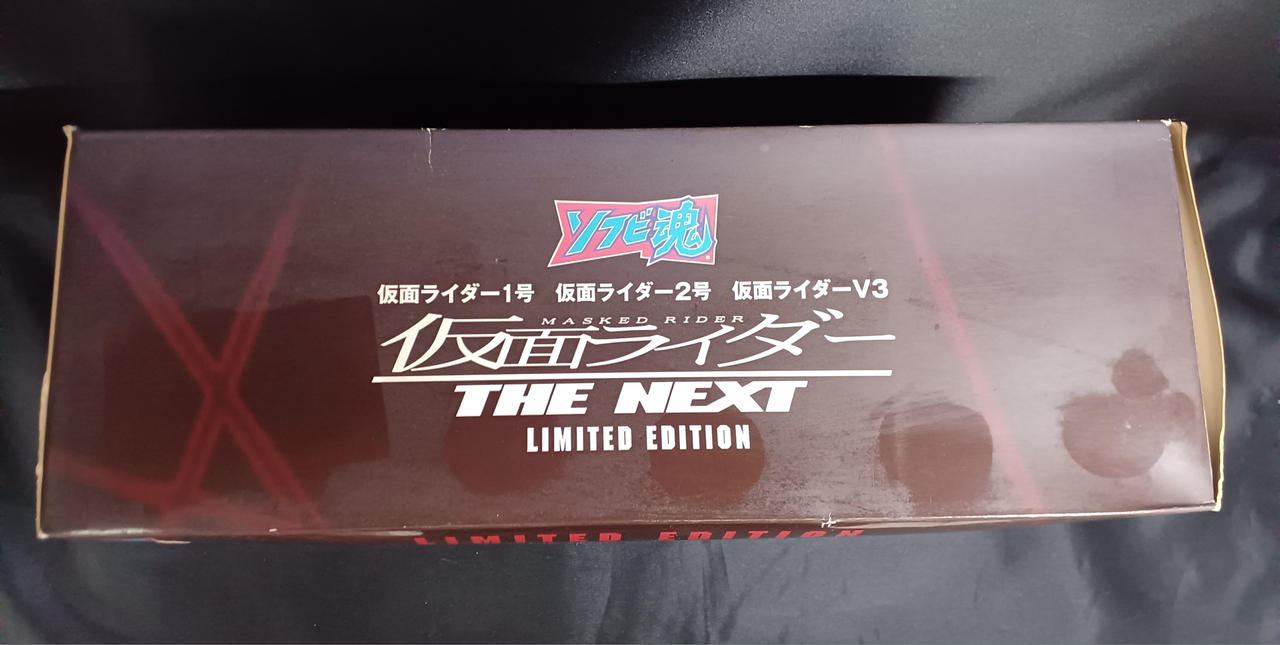 ソフビ魂
仮面ライダー1号 仮面ライダー2号 仮面ライダーV3
MASKED RIDER
仮面ライダー
THE NEXT
LIMITED EDITION
LIMITED EDITION